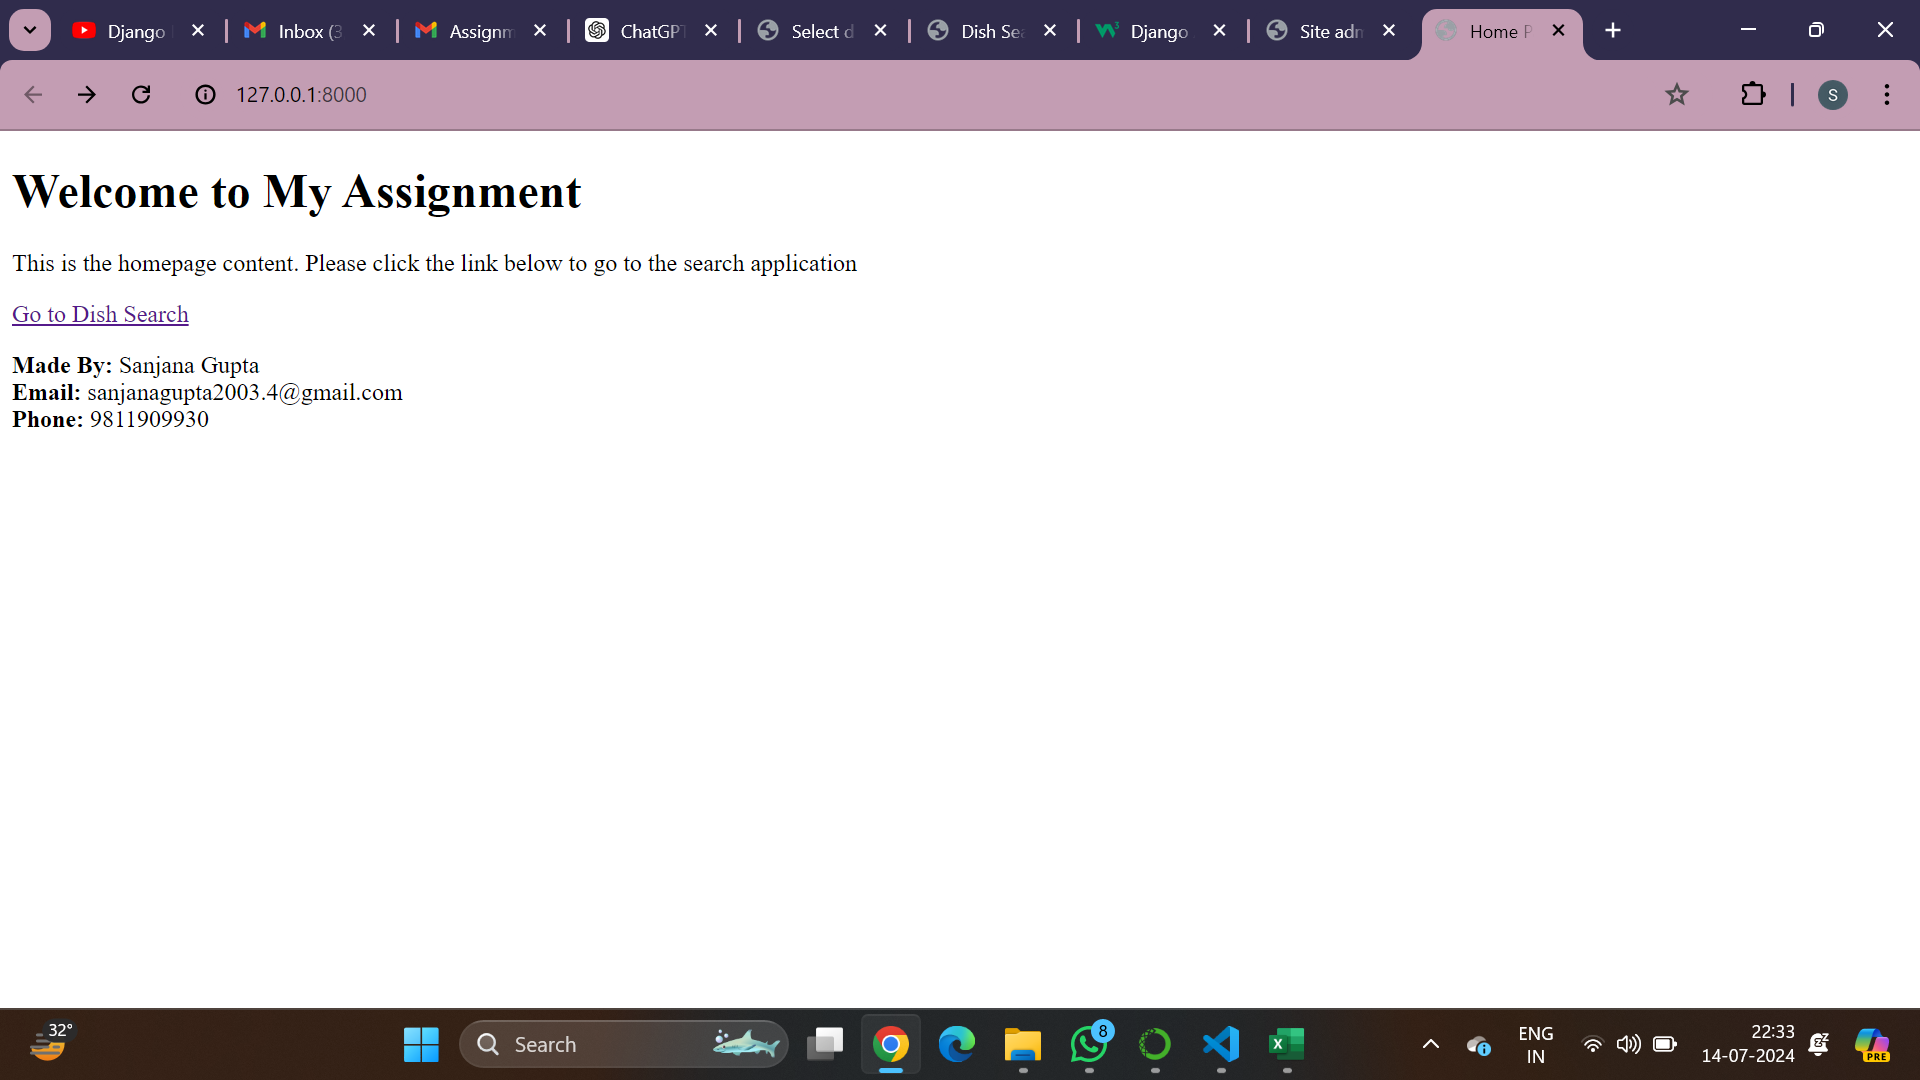 Django
Inbox (3
Assignm
ChatGPT
Select d
Dish Sea
Django
Site adm
Home P
127.0.0.1:8000
S
Welcome to My Assignment
This is the homepage content. Please click the link below to go to the search application
Go to Dish Search
Made By: Sanjana Gupta
Email: sanjanagupta2003.4@gmail.com
Phone: 9811909930
32°
Search
8
ENG
IN
22:33
14-07-2024
PRE